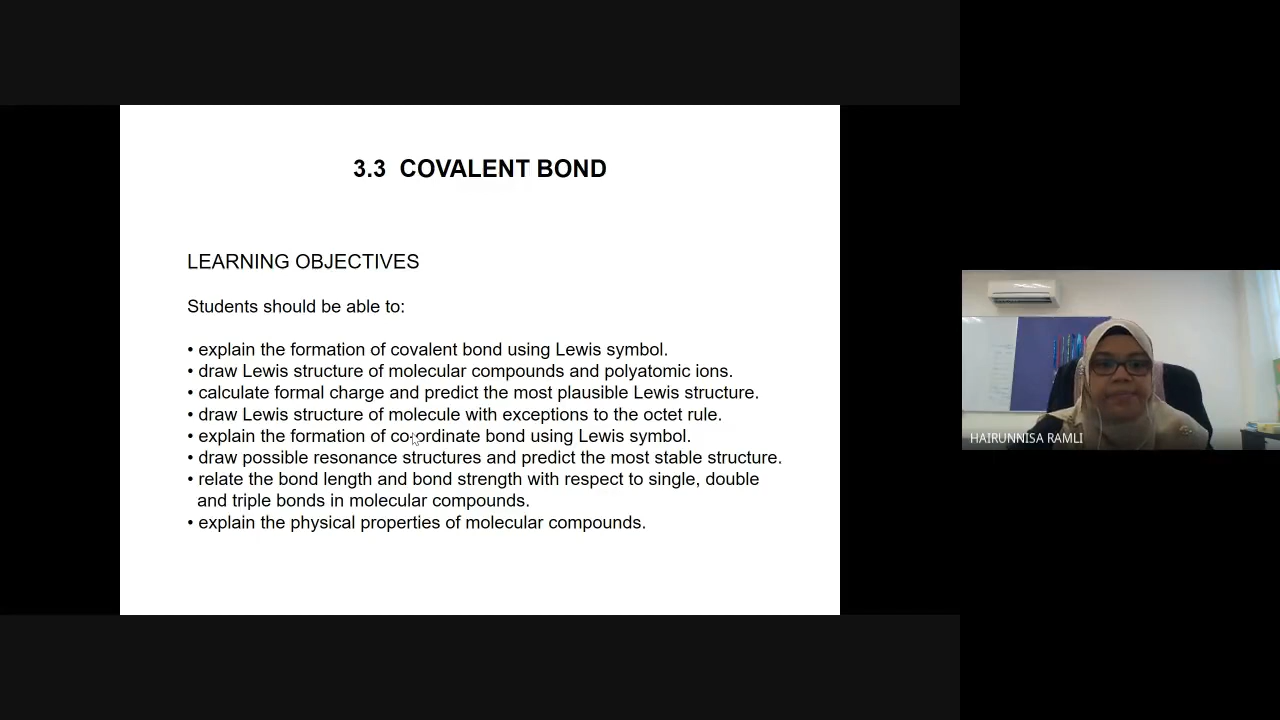 3.3 COVALENT BOND
LEARNING OBJECTIVES
Students should be able to:
• explain the formation of covalent bond using Lewis symbol.
• draw Lewis structure of molecular compounds and polyatomic ions.
• calculate formal charge and predict the most plausible Lewis structure.
• draw Lewis structure of molecule with exceptions to the octet rule.
• explain the formation of co-ordinate bond using Lewis symbol.
• draw possible resonance structures and predict the most stable structure.
• relate the bond length and bond strength with respect to single, double
and triple bonds in molecular compounds.
• explain the physical properties of molecular compounds.
HAIRUNNISA RAMLI